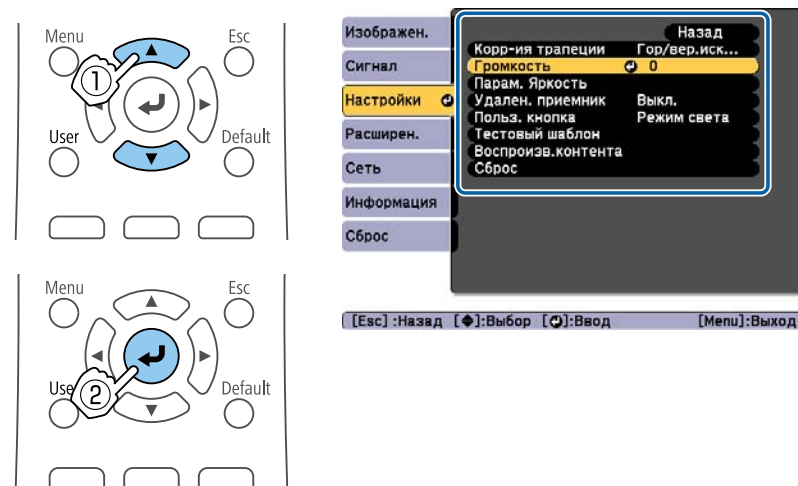 Menu
Esc
1
User
Default
Menu
Esc
User
2
Default
Изображен.
Сигнал
Настройки
Расширен.
Сеть
Информация
Сброс
Назад
Корр-ия трапеции Гор/вер.иск...
Громкость 0
Парам. Яркость
Удален. приемник Выкл.
Польз. кнопка Режим света
Тестовый шаблон
Воспроизв.контента
Сброс
[Esc] :Назад [◆]:Выбор [⏎]:Ввод [Menu]:Выход